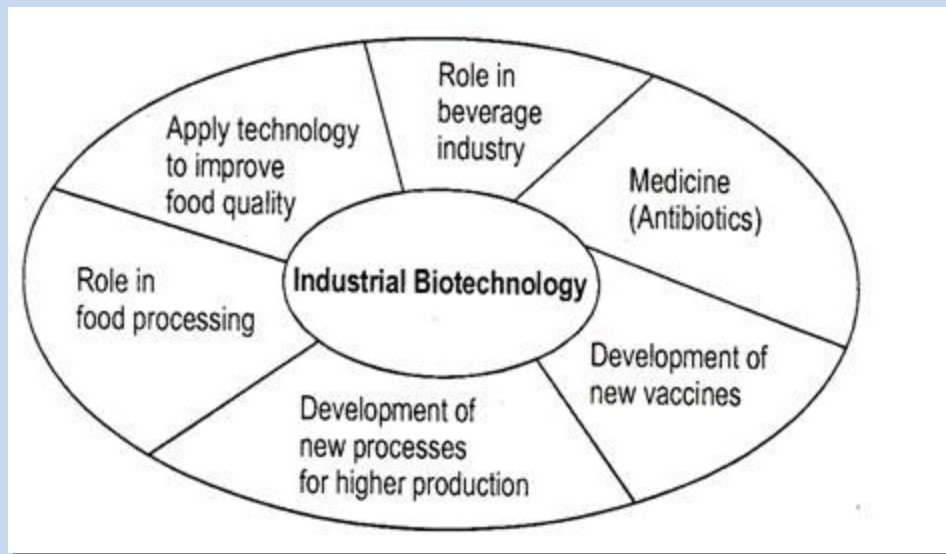 Role in
beverage
industry
Apply technology
to improve
food quality
Medicine
(Antibiotics)
Industrial Biotechnology
Role in
food processing
Development of
new vaccines
Development of
new processes
for higher production